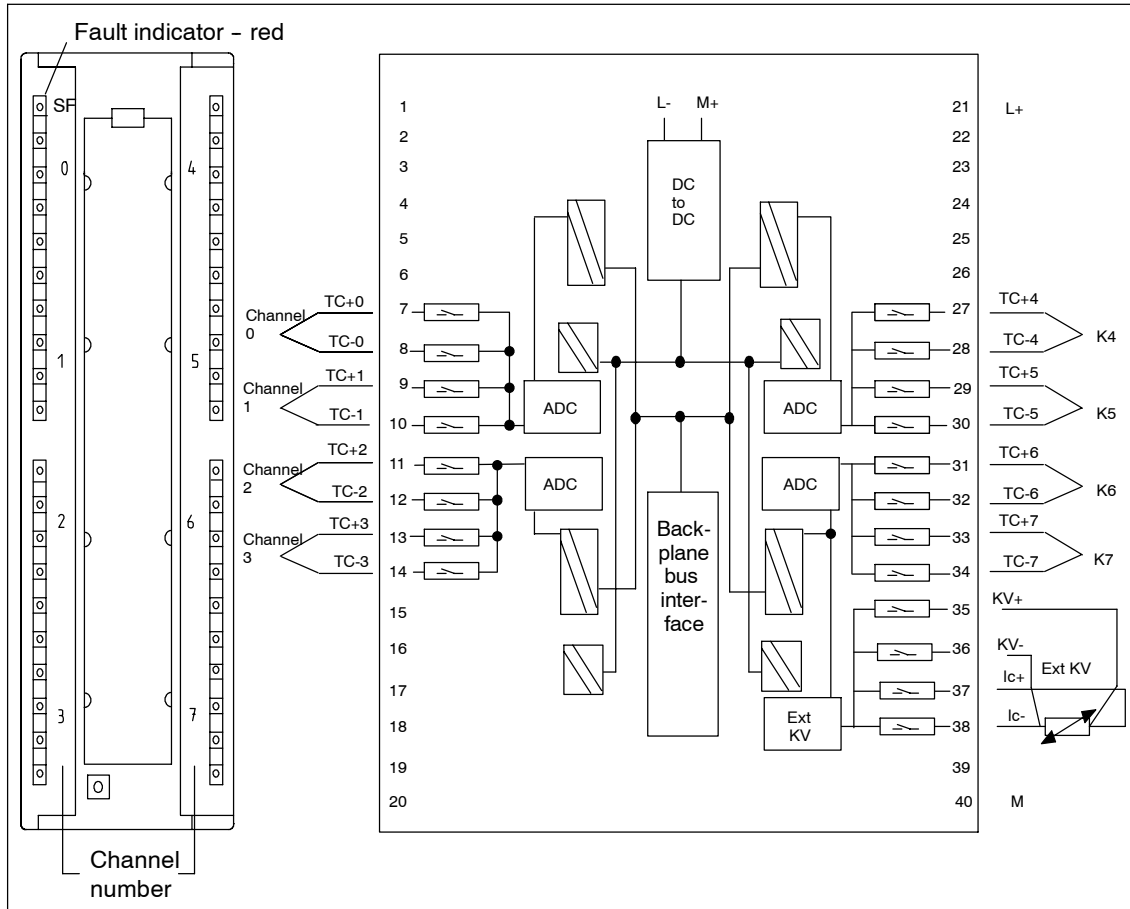 Fault indicator – red
SF
0
1
2
3
4
5
6
7
Channel
number
Channel
0
TC+0
TC-0
Channel
1
TC+1
TC-1
Channel
2
TC+2
TC-2
Channel
3
TC+3
TC-3
1
2
3
4
5
6
7
8
9
10
11
12
13
14
15
16
17
18
19
20
L- M+
DC
to
DC
ADC
ADC
ADC
ADC
Back-
plane
bus
inter-
face
Ext
KV
21
22
23
24
25
26
27
28
29
30
31
32
33
34
35
36
37
38
39
40
L+
TC+4
TC-4
K4
TC+5
TC-5
K5
TC+6
TC-6
K6
TC+7
TC-7
K7
KV+
KV-
Ext KV
Ic+
Ic-
M